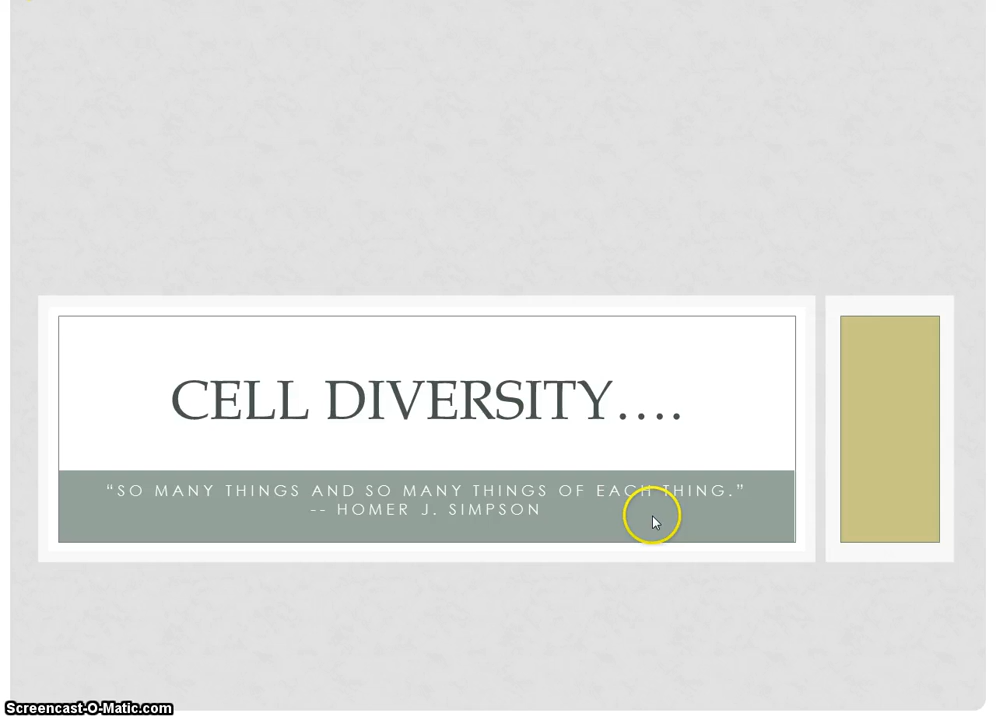 CELL DIVERSITY....
“SO MANY THINGS AND SO MANY THINGS OF EACH THING.”
-- HOMER J. SIMPSON
Screencast-O-Matic.com